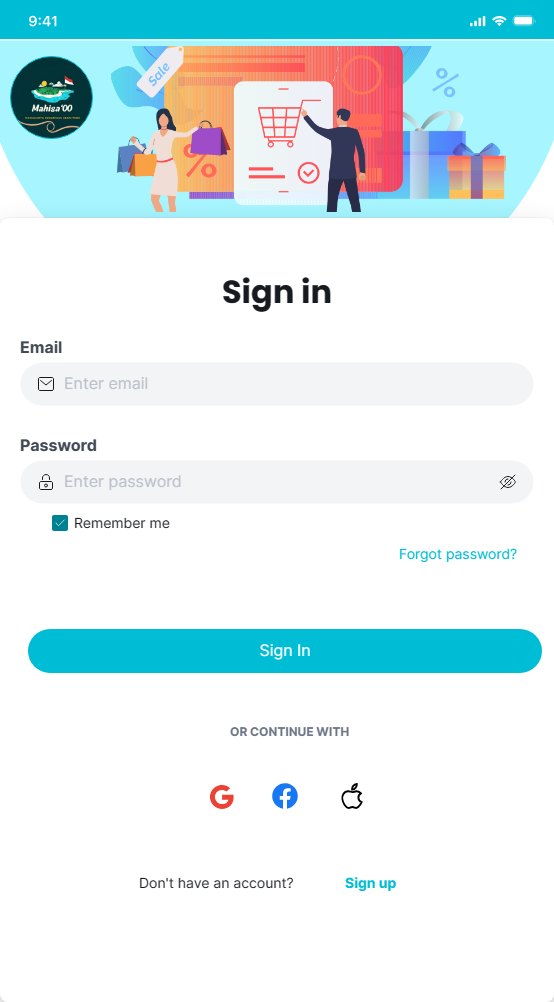 9:41
Sale
%
Mahisa'00
%
Sign in
Email
Enter email
Password
Enter password
Remember me
Forgot password?
Sign In
OR CONTINUE WITH
Don't have an account? Sign up